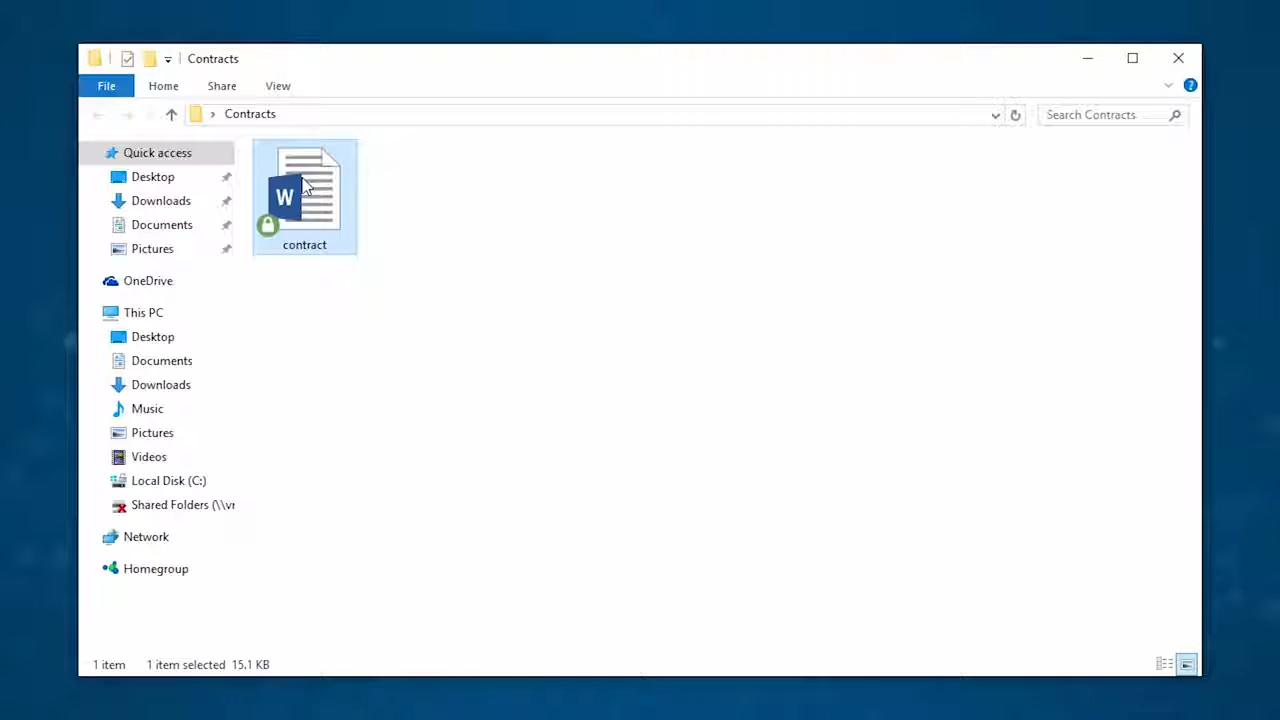 Contracts
File Home Share View
Contracts
Search Contracts
Quick access
Desktop
Downloads
Documents
Pictures
OneDrive
This PC
Desktop
Documents
Downloads
Music
Pictures
Videos
Local Disk (C:)
Shared Folders (\\vr
Network
Homegroup
W
contract
1 item 1 item selected 15.1 KB